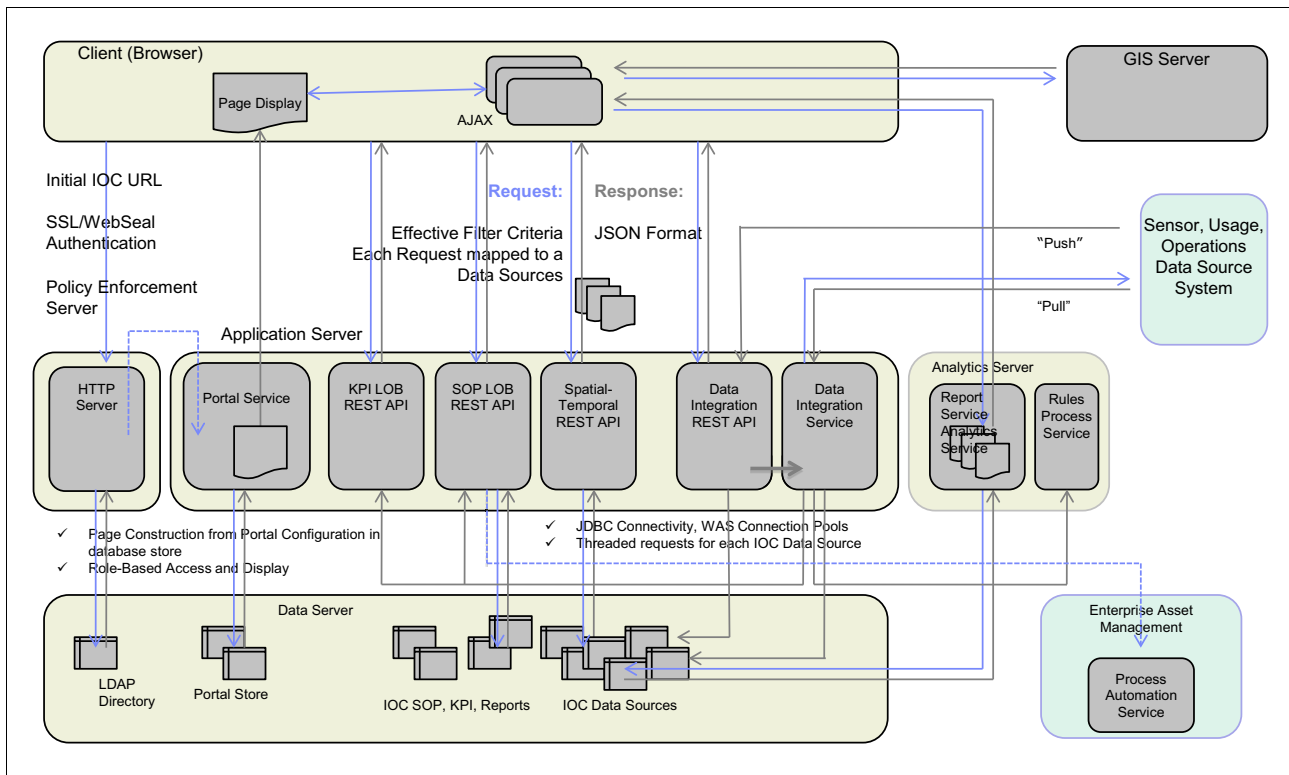 Client (Browser)
GIS Server
Page Display
AJAX
Initial IOC URL
Request:
Response:
SSL/WebSeal
Authentication
Effective Filter Criteria
Each Request mapped to a
Data Sources
JSON Format
"Push"
Sensor, Usage,
Operations
Data Source
System
Policy Enforcement
Server
"Pull"
Application Server
HTTP
Server
Portal Service
KPI LOB
REST API
SOP LOB
REST API
Spatial-
Temporal
REST API
Data
Integration
REST API
Data
Integration
Service
Analytics Server
Report
Service
Analytics
Service
Rules
Process
Service
✓ Page Construction from Portal Configuration in
database store
✓ Role-Based Access and Display
✓ JDBC Connectivity, WAS Connection Pools
✓ Threaded requests for each IOC Data Source
Data Server
LDAP
Directory
Portal Store
IOC SOP, KPI, Reports
IOC Data Sources
Enterprise Asset
Management
Process
Automation
Service